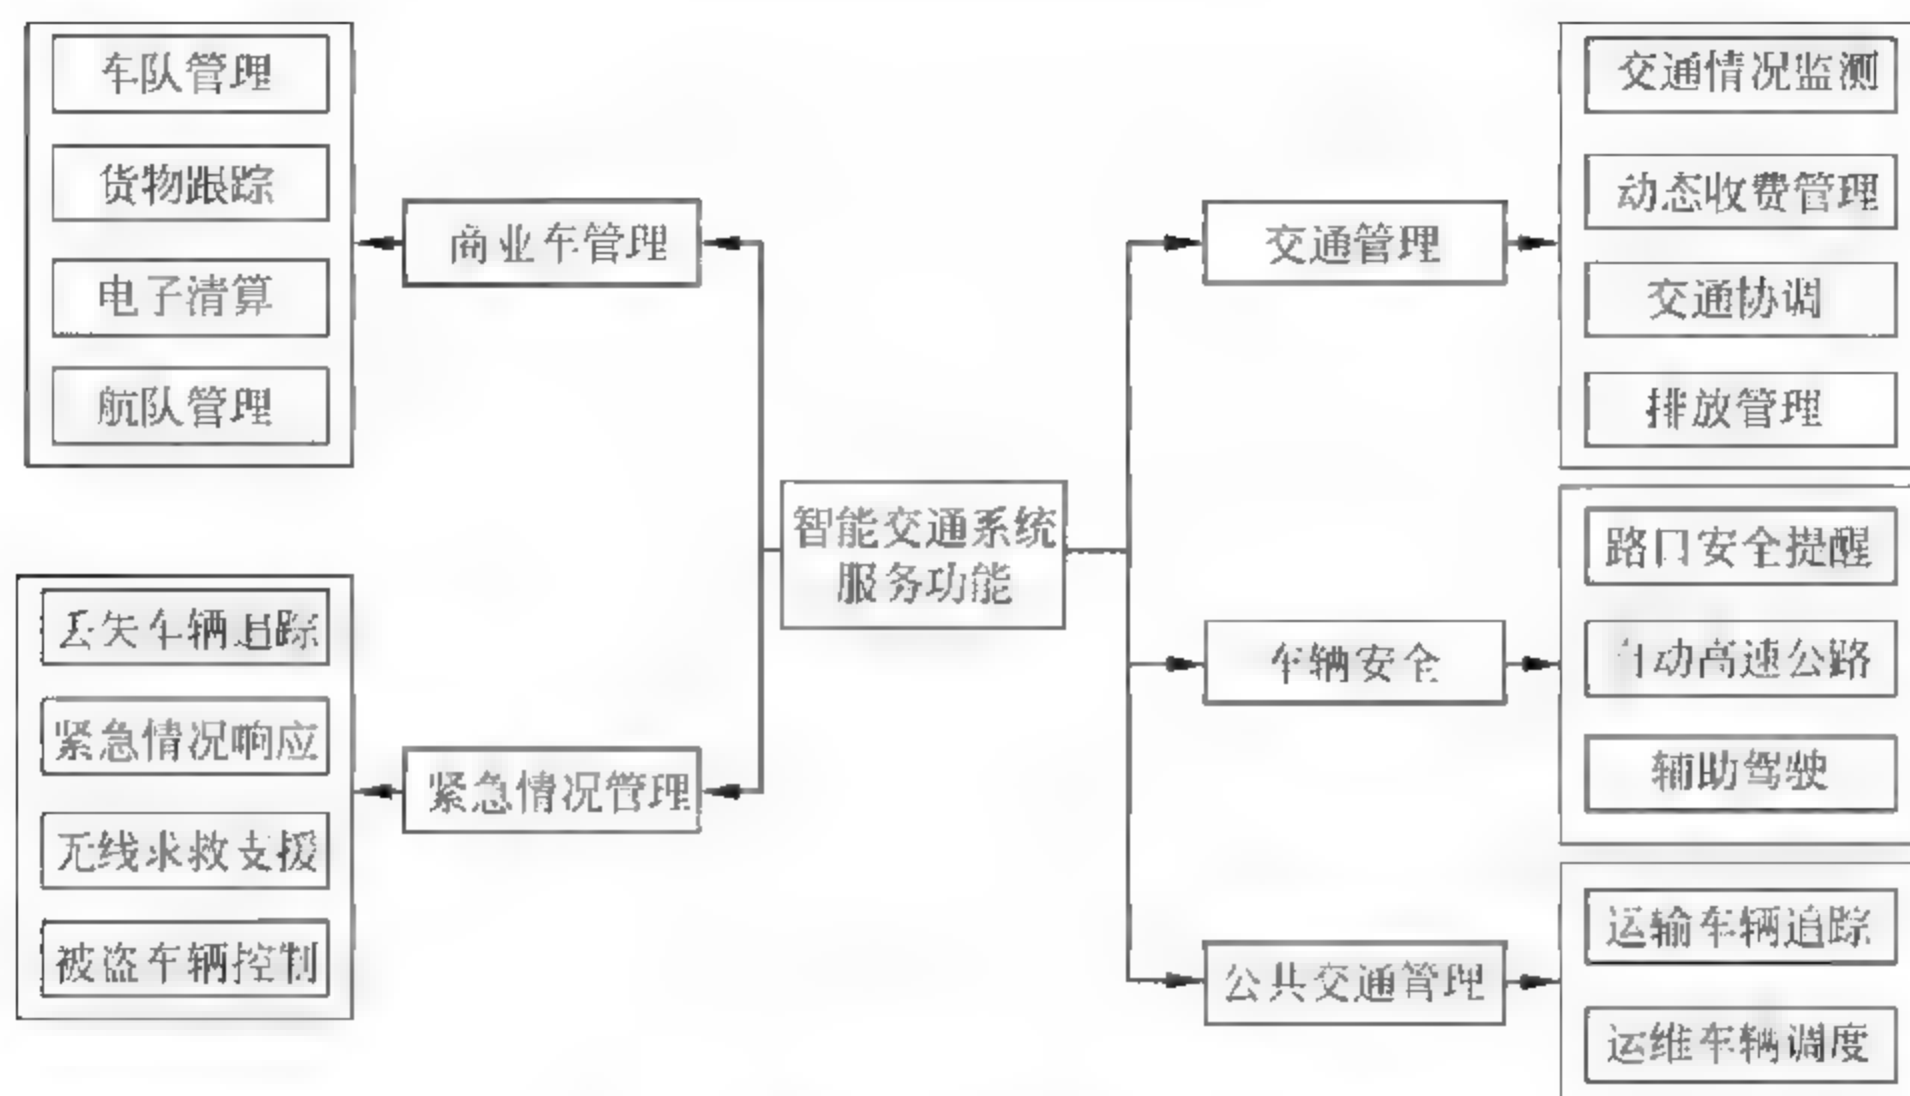 车队管理
货物跟踪
电子清算
航队管理
商业车管理
丢失车辆追踪
紧急情况响应
无线求救支援
被盗车辆控制
紧急情况管理
智能交通系统
服务功能
交通管理
交通情况监测
动态收费管理
交通协调
排放管理
车辆安全
路口安全提醒
自动高速公路
辅助驾驶
公共交通管理
运输车辆追踪
运维车辆调度